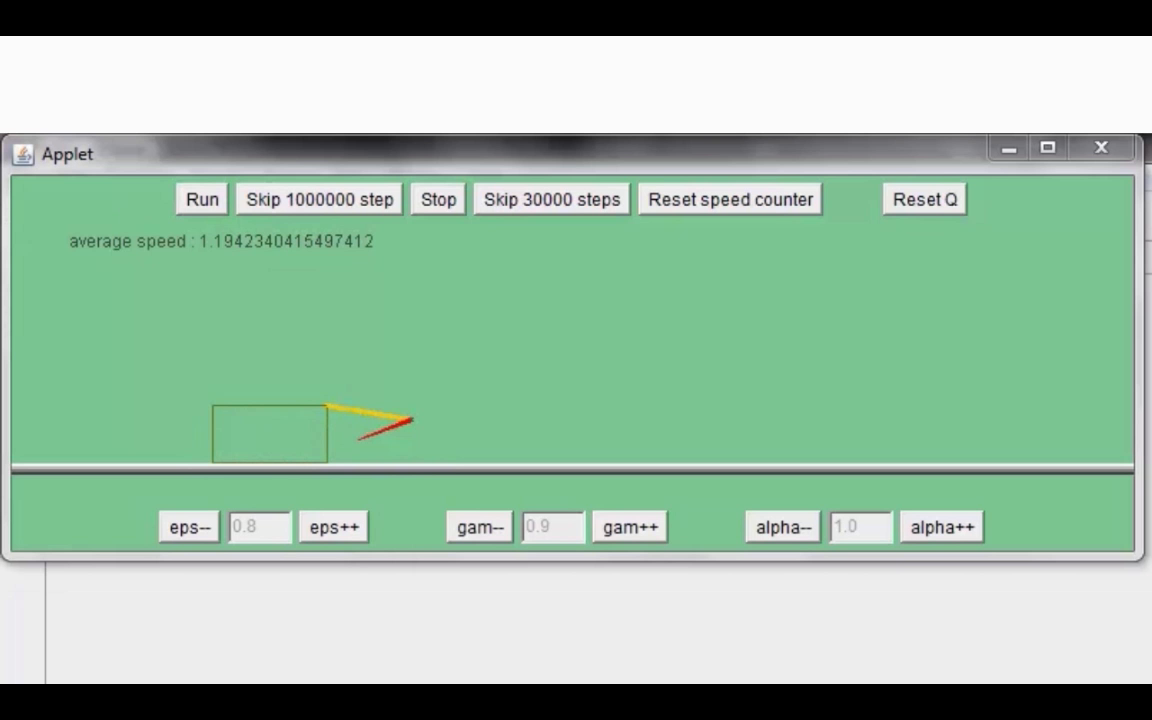 Applet
Run Skip 1000000 step Stop Skip 30000 steps Reset speed counter Reset Q
average speed : 1.1942340415497412
eps-- 0.8 eps++ gam-- 0.9 gam++ alpha-- 1.0 alpha++